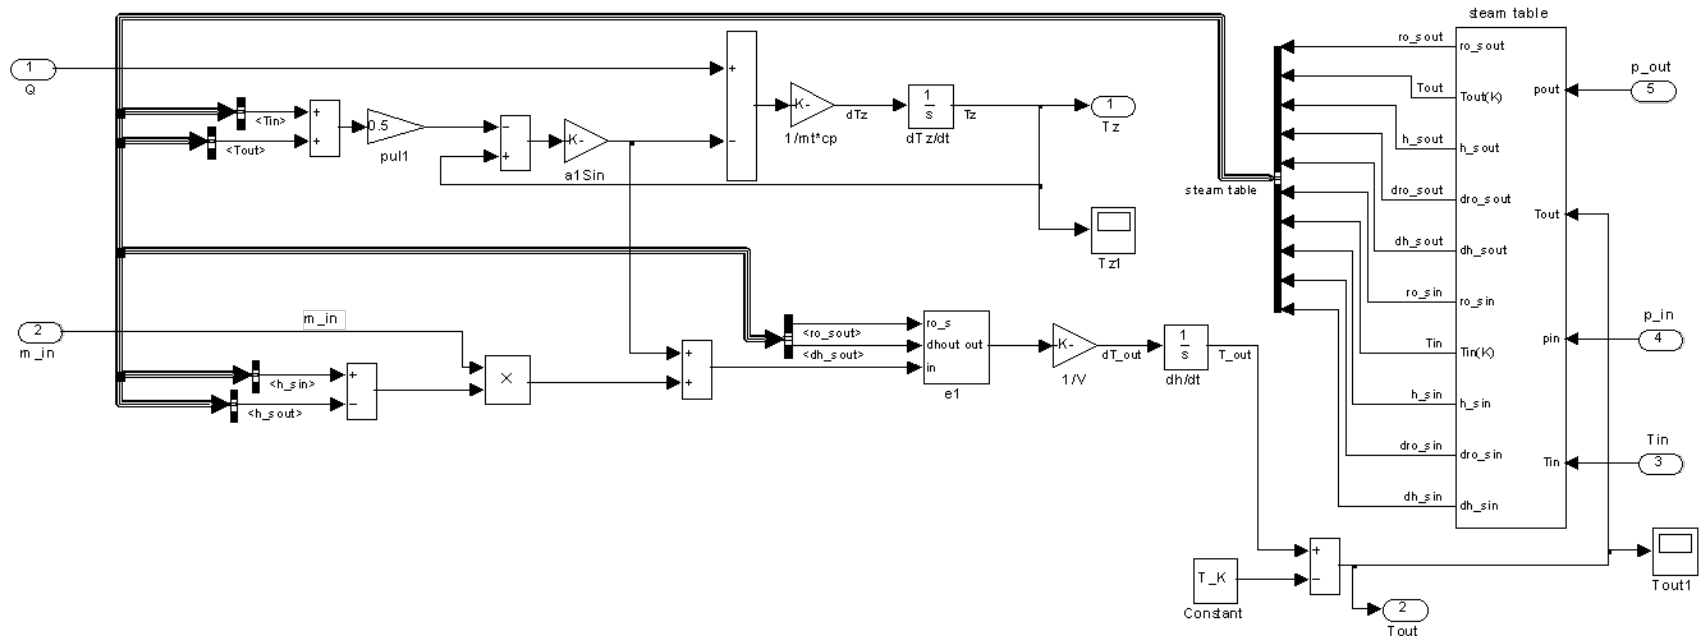 steam table
ro_sout
ro_sout
1
Q
p_out
5
pout
Tout
Tout(K)
+
-
<Tin>
<Tout>
+
+
0.5
pul1
-
+
K-
a1Sin
K-
1/mt*cp
dTz
1
s
dTz/dt
Tz
1
Tz
Tz1
steam table
h_sout
h_sout
dro_sout
dro_sout
Tout
dh_sout
dh_sout
ro_sin
ro_sin
Tin
Tin(K)
h_sin
h_sin
dro_sin
dro_sin
dh_sin
dh_sin
p_in
4
pin
Tin
3
Tin
2
m_in
m_in
<h_sin>
<h_sout>
+
-
×
+
+
<ro_sout>
<dh_sout>
ro_s
dhout out
in
e1
K-
1/V
dT_out
1
s
dh/dt
T_out
T_K
Constant
+
-
2
Tout
Tout1